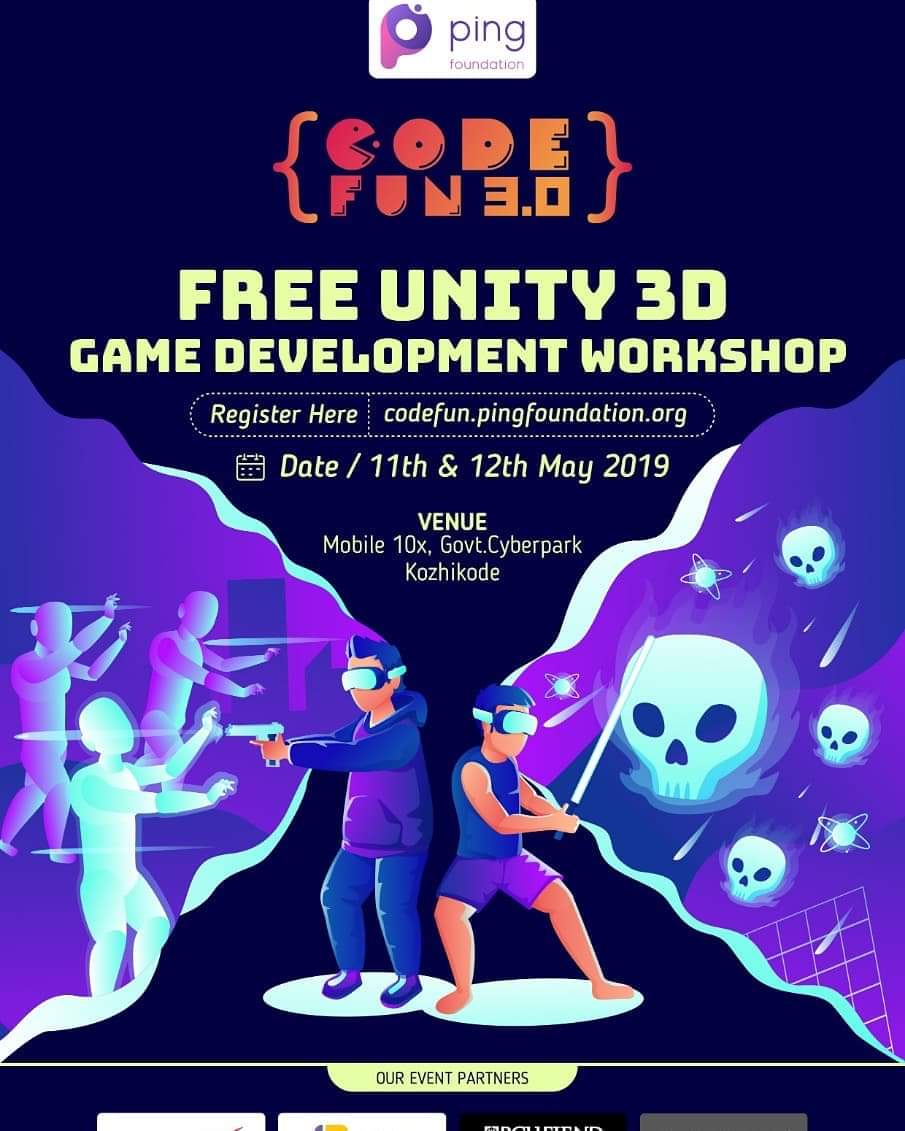 ping
foundation
{CODE
FUN 3.0}
FREE UNITY 3D
GAME DEVELOPMENT WORKSHOP
Register Here codefun.pingfoundation.org
Date / 11th & 12th May 2019
VENUE
Mobile 10x, Govt.Cyberpark
Kozhikode
OUR EVENT PARTNERS